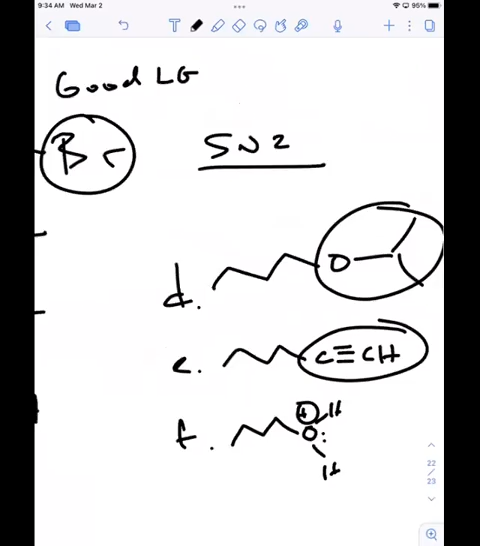 9:34 AM Wed Mar 2
95%
Good LG
Br
SN2
d.
O
e.
C≡CH
f.
+
H
O:
H
22
/
23